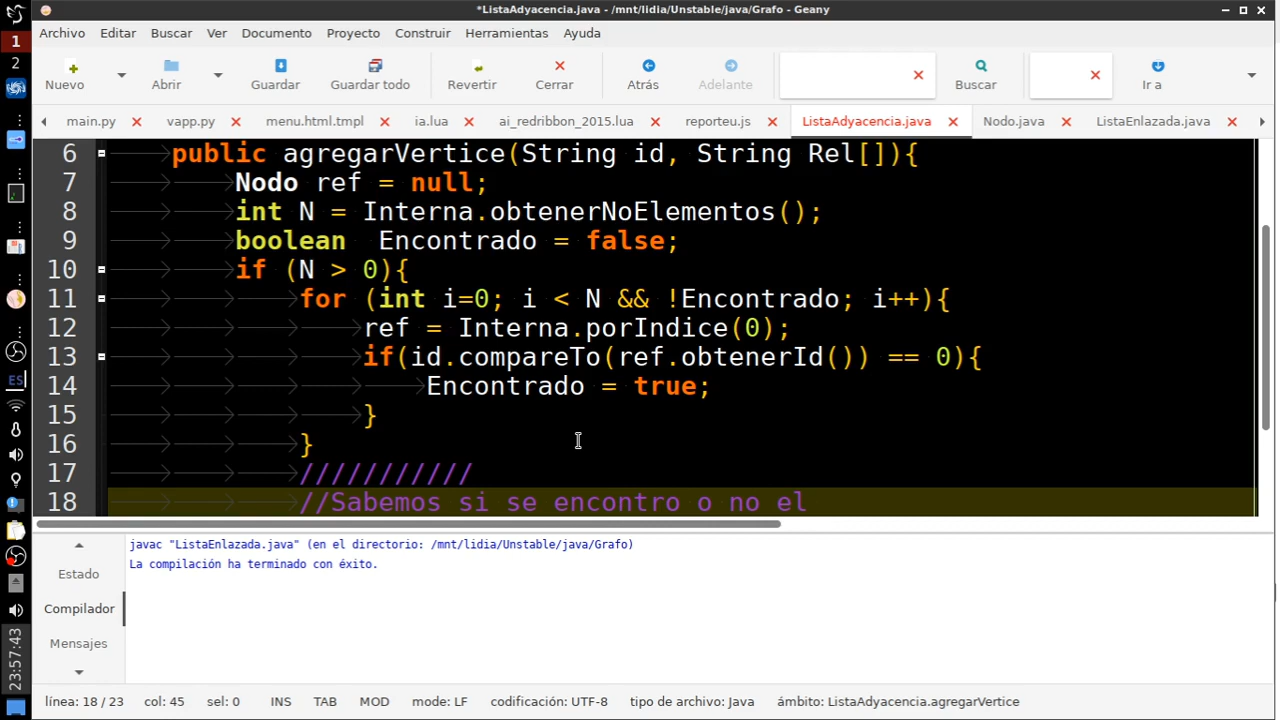 *ListaAdyacencia.java - /mnt/lidia/Unstable/java/Grafo - Geany
Archivo Editar Buscar Ver Documento Proyecto Construir Herramientas Ayuda
Nuevo Abrir Guardar Guardar todo Revertir Cerrar Atrás Adelante Buscar Ir a
main.py vapp.py menu.html.tmpl ia.lua ai_redribbon_2015.lua reporteu.js ListaAdyacencia.java Nodo.java ListaEnlazada.java
6 public agregarVertice(String id, String Rel[]){
7 Nodo ref = null;
8 int N = Interna.obtenerNoElementos();
9 boolean  Encontrado = false;
10 if (N > 0){
11 for (int i=0; i < N && !Encontrado; i++){
12 ref = Interna.porIndice(0);
13 if(id.compareTo(ref.obtenerId()) == 0){
14 Encontrado = true;
15 }
16 }
17 ///////////
18 //Sabemos si se encontro o no el
javac "ListaEnlazada.java" (en el directorio: /mnt/lidia/Unstable/java/Grafo)
La compilación ha terminado con éxito.
Estado
Compilador
Mensajes
línea: 18 / 23 col: 45 sel: 0 INS TAB MOD mode: LF codificación: UTF-8 tipo de archivo: Java ámbito: ListaAdyacencia.agregarVertice
1
2
ES
23:57:43